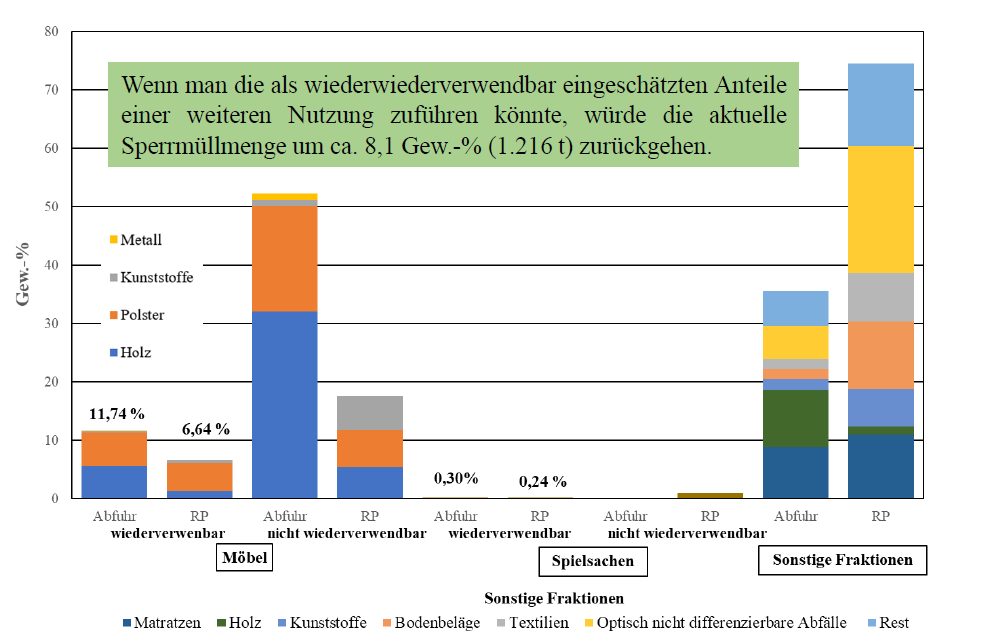 80
70
60
50
40
30
20
10
0
Gew.-%
Wenn man die als wiederwiederverwendbar eingeschätzten Anteile
einer weiteren Nutzung zuführen könnte, würde die aktuelle
Sperrmüllmenge um ca. 8,1 Gew.-% (1.216 t) zurückgehen.
Metall
Kunststoffe
Polster
Holz
11,74 %
6,64 %
0,30%
0,24 %
Abfuhr RP Abfuhr RP Abfuhr RP Abfuhr RP Abfuhr RP
wiederverwenbar nicht wiederverwendbar wiederverwendbar nicht wiederverwendbar
Möbel Spielsachen Sonstige Fraktionen
Sonstige Fraktionen
Matratzen Holz Kunststoffe Bodenbeläge Textilien Optisch nicht differenzierbare Abfälle Rest